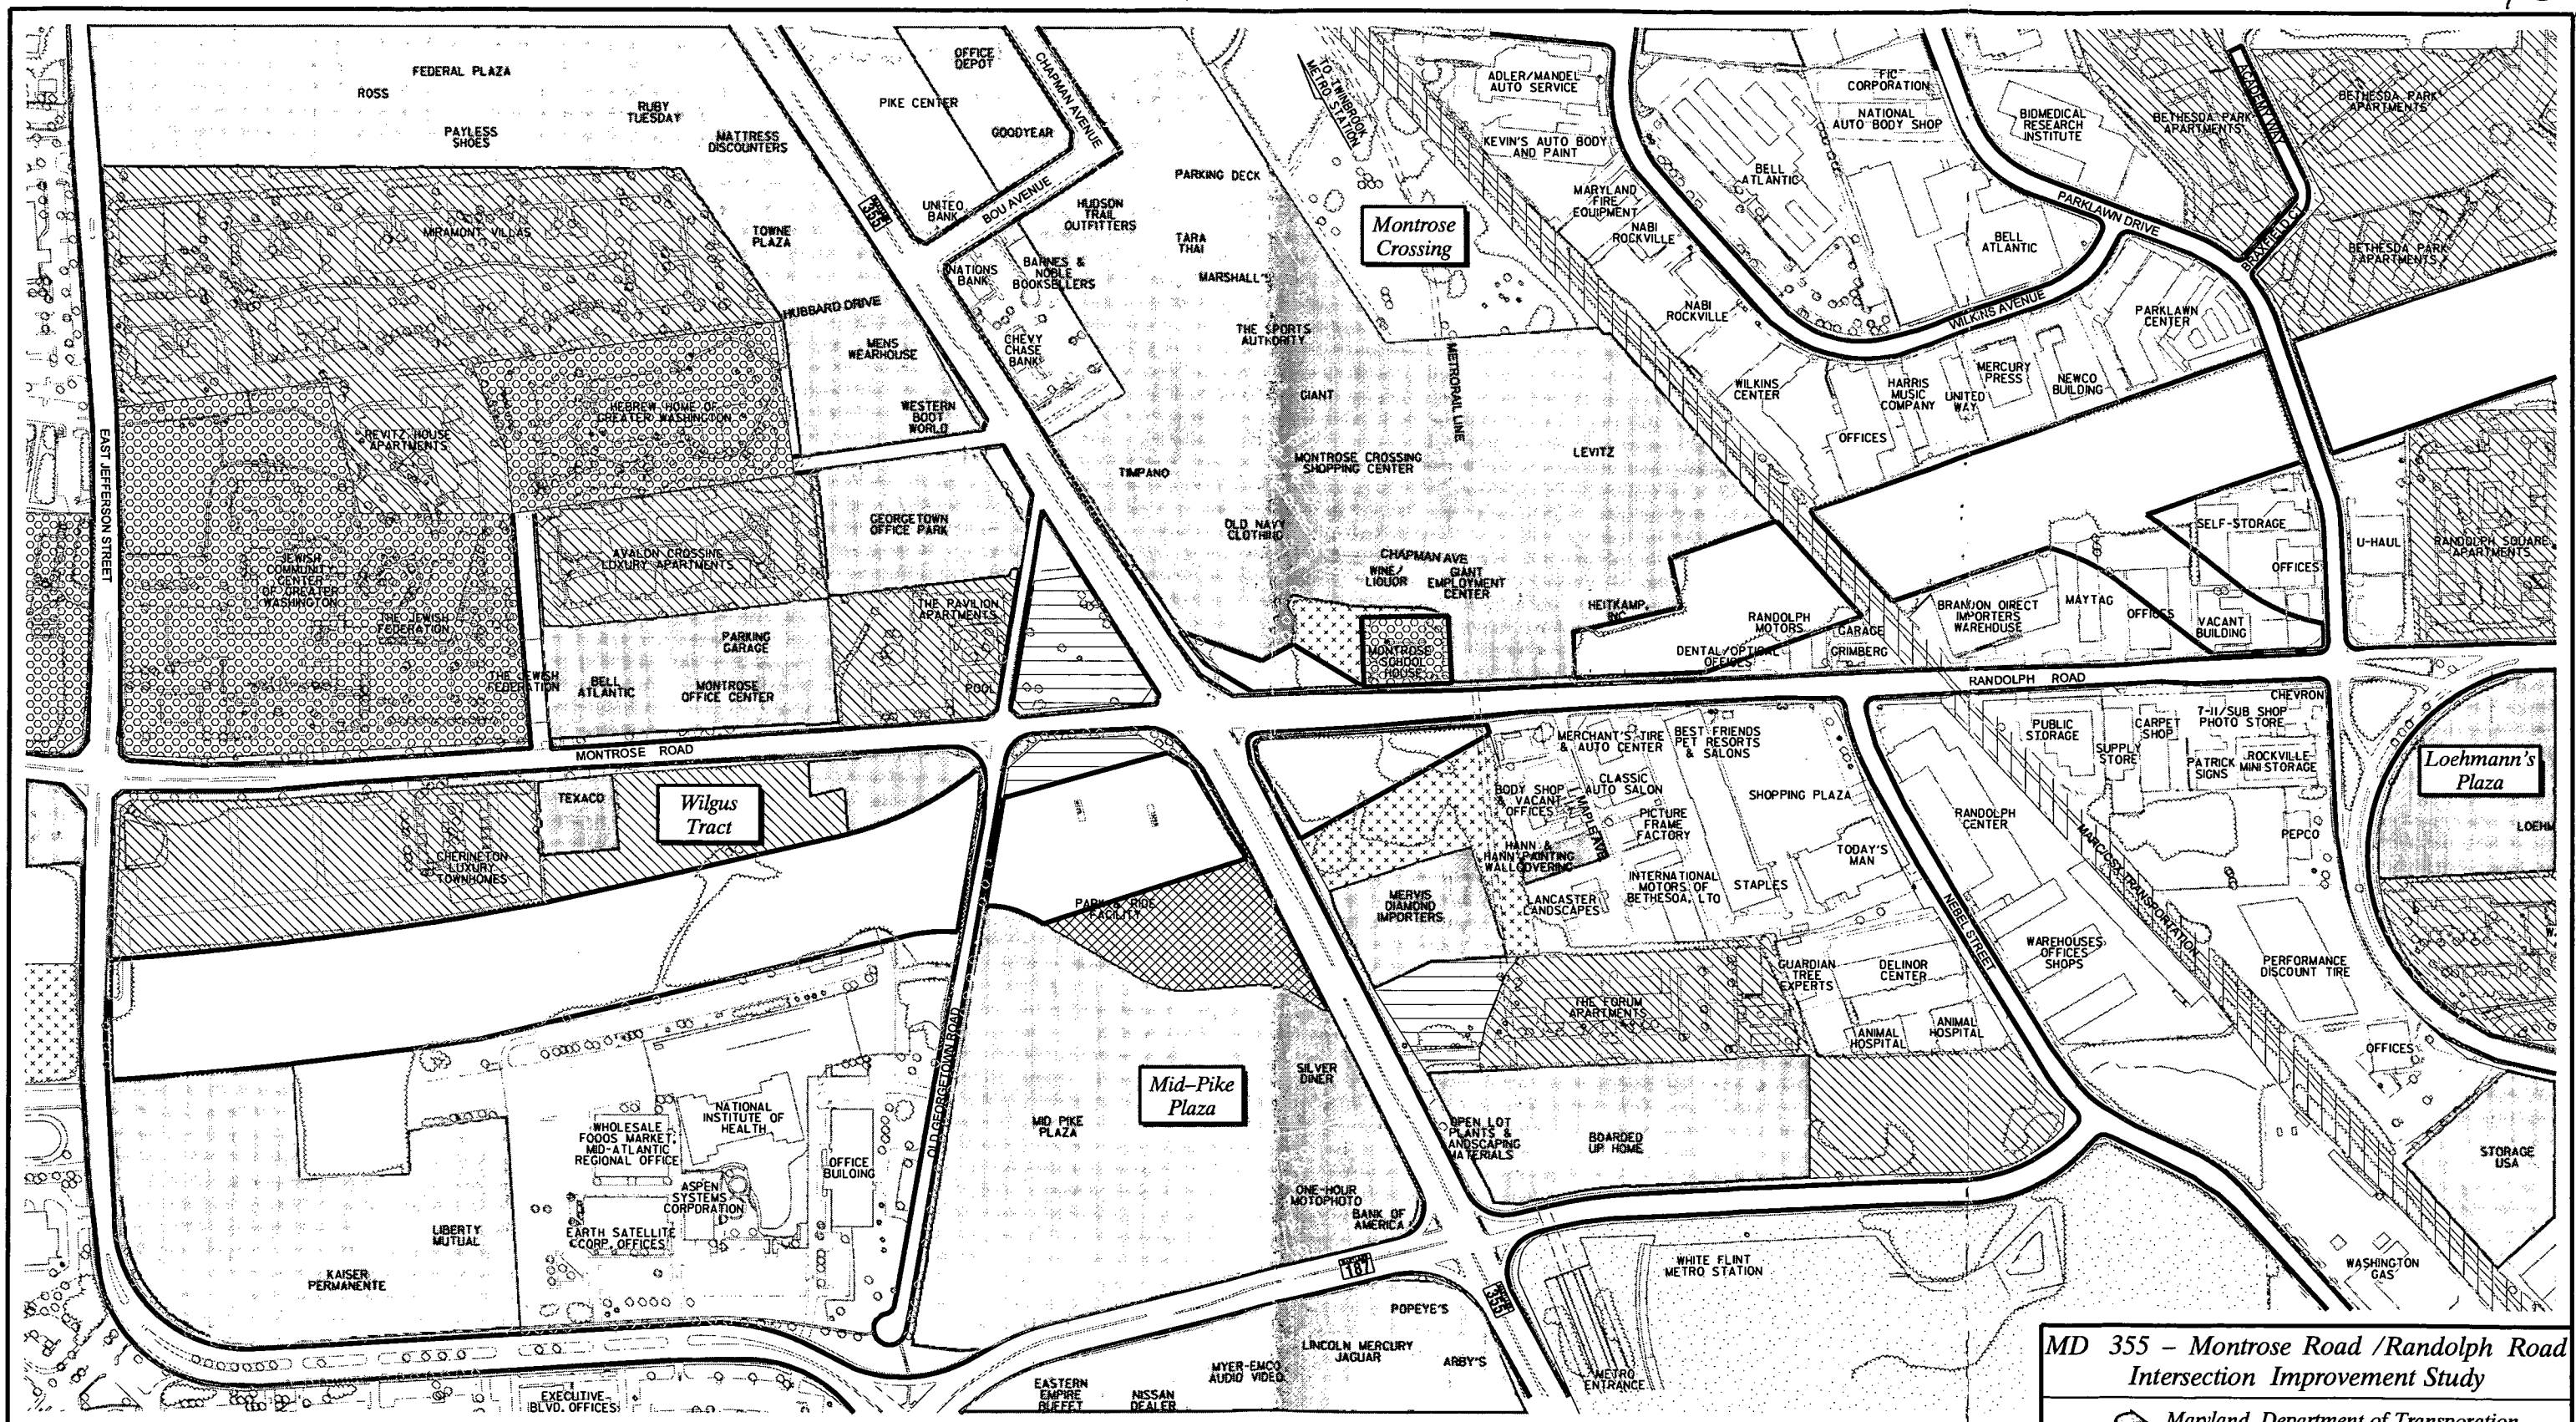 FEDERAL PLAZA
ROSS
PAYLESS
SHOES
RUBY
TUESDAY
MATTRESS
DISCOUNTERS
OFFICE
DEPOT
PIKE CENTER
GOODYEAR
CHAPMAN AVENUE
355
UNITED
BANK
BOU AVENUE
TOWNE
PLAZA
MIRAMONT VILLAS
HUDSON
TRAIL
OUTFITTERS
PARKING DECK
TARA
THAI
MARSHALL'S
NATIONS
BANK
BARNES &
NOBLE
BOOKSELLERS
CHEVY
CHASE
BANK
HUBBARD DRIVE
MENS
WEARHOUSE
WESTERN
BOOT
WORLD
THE SPORTS
AUTHORITY
GIANT
TO TWINBROOK
METRO STATION
Montrose
Crossing
METRORAIL LINE
ADLER/MANDEL
AUTO SERVICE
KEVIN'S AUTO BODY
AND PAINT
MARYLAND
FIRE
EQUIPMENT
NABI
ROCKVILLE
NABI
ROCKVILLE
BELL
ATLANTIC
FIC
CORPORATION
NATIONAL
AUTO BODY SHOP
BIOMEDICAL
RESEARCH
INSTITUTE
BELL
ATLANTIC
PARKLAWN DRIVE
WILKINS AVENUE
ACADEMY WAY
BRAXFIELD CT
BETHESDA PARK
APARTMENTS
BETHESDA PARK
APARTMENTS
BETHESDA PARK
APARTMENTS
PARKLAWN
CENTER
WILKINS
CENTER
OFFICES
HARRIS
MUSIC
COMPANY
UNITED
WAY
MERCURY
PRESS
NEWCO
BUILDING
EAST JEFFERSON STREET
HEBREW HOME OF
GREATER WASHINGTON
REVITZ HOUSE
APARTMENTS
JEWISH
COMMUNITY
CENTER
OF GREATER
WASHINGTON
THE JEWISH
FEDERATION
THE JEWISH
FEDERATION
AVALON CROSSING
LUXURY APARTMENTS
GEORGETOWN
OFFICE PARK
THE PAVILION
APARTMENTS
POOL
PARKING
GARAGE
BELL
ATLANTIC
MONTROSE
OFFICE CENTER
TIMPANO
MONTROSE CROSSING
SHOPPING CENTER
LEVITZ
OLD NAVY
CLOTHING
CHAPMAN AVE
WINE/
LIQUOR
GIANT
EMPLOYMENT
CENTER
MONTROSE
SCHOOL
HOUSE
HEITKAMP,
INC
RANDOLPH
MOTORS
DENTAL/OPTICAL
OFFICES
GARAGE
GRIMBERG
BRANDON DIRECT
IMPORTERS
WAREHOUSE
MAYTAG
OFFICES
VACANT
BUILDING
SELF-STORAGE
OFFICES
U-HAUL
RANDOLPH SQUARE
APARTMENTS
MONTROSE ROAD
RANDOLPH ROAD
TEXACO
Wilgus
Tract
CHERINGTON
LUXURY
TOWNHOMES
PARK & RIDE
FACILITY
MERCHANT'S TIRE
& AUTO CENTER
BEST FRIENDS
PET RESORTS
& SALONS
BODY SHOP
& VACANT
OFFICES
CLASSIC
AUTO SALON
MAPLE AVE
PICTURE
FRAME
FACTORY
SHOPPING PLAZA
HANN &
HANN PAINTING
WALLCOVERING
MERVIS
DIAMOND
IMPORTERS
LANCASTER
LANDSCAPES
INTERNATIONAL
MOTORS OF
BETHESDA, LTD
STAPLES
TODAY'S
MAN
RANDOLPH
CENTER
NEBEL STREET
PUBLIC
STORAGE
SUPPLY
STORE
CARPET
SHOP
CHEVRON
7-11/SUB SHOP
PHOTO STORE
PATRICK
SIGNS
ROCKVILLE
MINI STORAGE
PEPCO
MARC/CSX TRANSPORTATION
Loehmann's
Plaza
LOEHM
WAREHOUSES
OFFICES
SHOPS
PERFORMANCE
DISCOUNT TIRE
THE FORUM
APARTMENTS
GUARDIAN
TREE
EXPERTS
DELINOR
CENTER
ANIMAL
HOSPITAL
ANIMAL
HOSPITAL
OFFICES
STORAGE
USA
WASHINGTON
GAS
OLD GEORGETOWN ROAD
Mid-Pike
Plaza
MID PIKE
PLAZA
SILVER
DINER
ONE-HOUR
MOTOPHOTO
BANK OF
AMERICA
OPEN LOT
PLANTS &
LANDSCAPING
MATERIALS
BOARDED
UP HOME
NATIONAL
INSTITUTE OF
HEALTH
WHOLESALE
FOODS MARKET,
MID-ATLANTIC
REGIONAL OFFICE
ASPEN
SYSTEMS
CORPORATION
EARTH SATELLITE
CORP. OFFICES
OFFICE
BUILDING
LIBERTY
MUTUAL
KAISER
PERMANENTE
187
355
WHITE FLINT
METRO STATION
METRO
ENTRANCE
POPEYE'S
LINCOLN MERCURY
JAGUAR
ARBY'S
MYER-EMCO
AUDIO VIDEO
EASTERN
EMPIRE
BUFFET
NISSAN
DEALER
EXECUTIVE
BLVD. OFFICES
MD 355 – Montrose Road /Randolph Road
Intersection Improvement Study
Maryland Department of Transporation